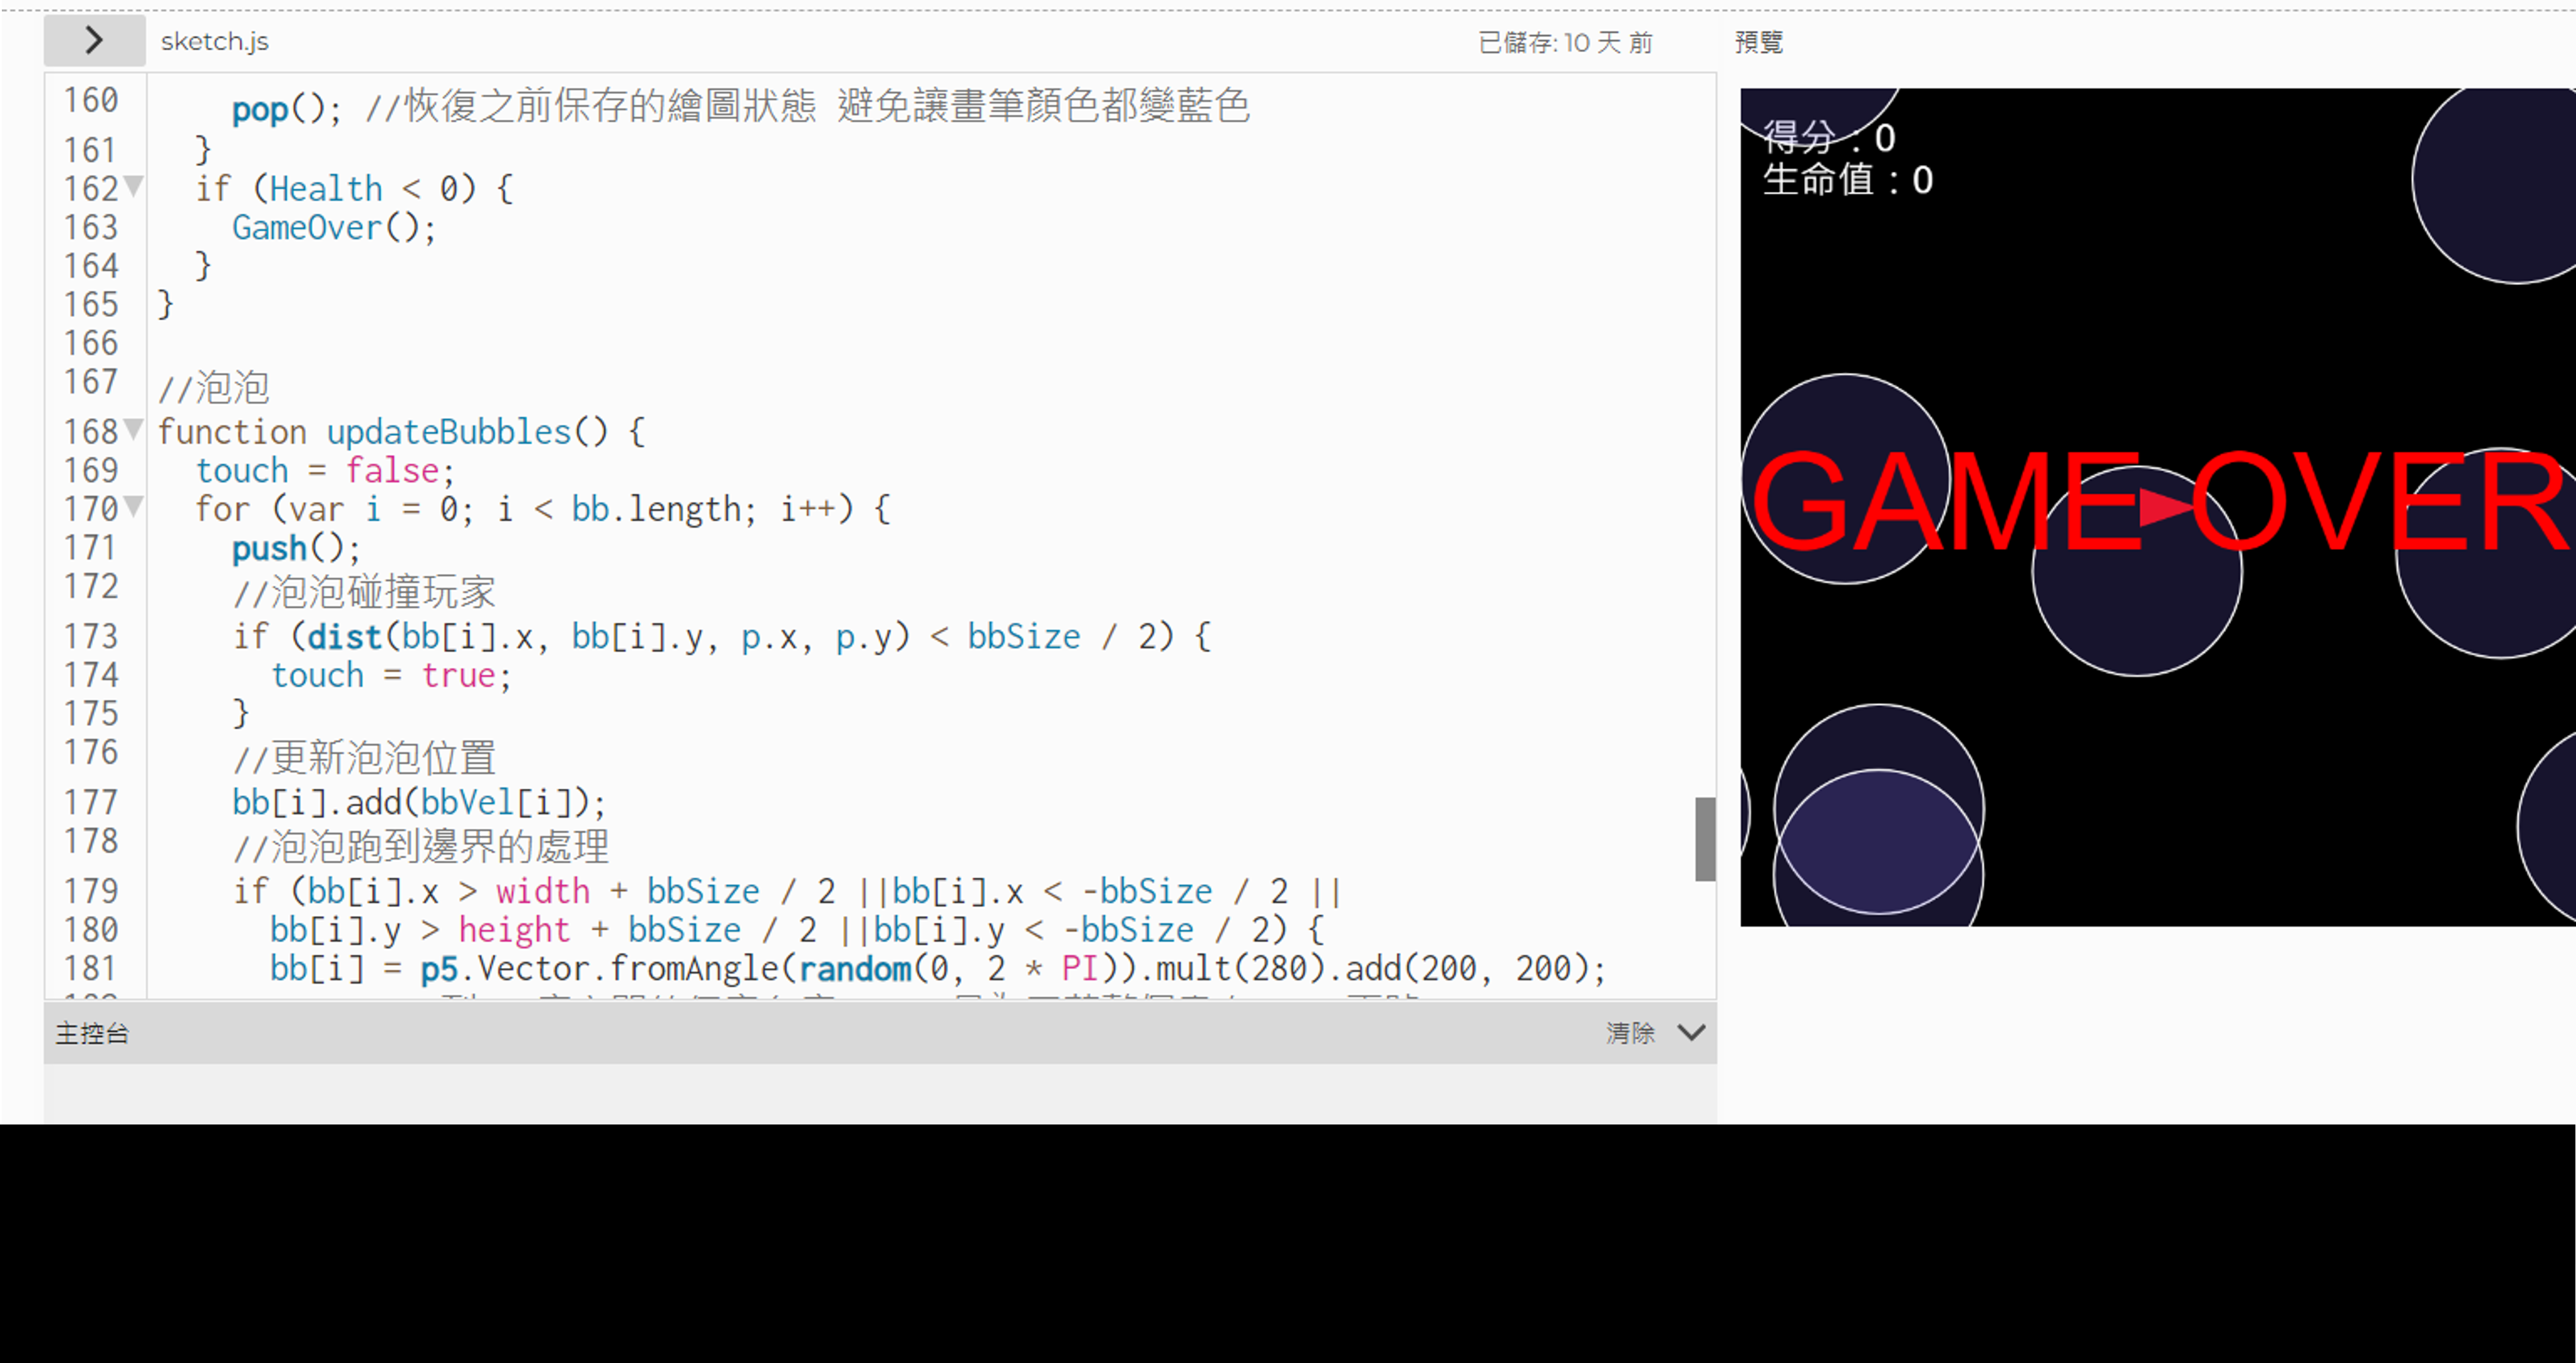 sketch.js
已儲存: 10 天 前
預覽
160 pop(); //恢復之前保存的繪圖狀態 避免讓畫筆顏色都變藍色
161 }
162 if (Health < 0) {
163 GameOver();
164 }
165 }
166
167 //泡泡
168 function updateBubbles() {
169 touch = false;
170 for (var i = 0; i < bb.length; i++) {
171 push();
172 //泡泡碰撞玩家
173 if (dist(bb[i].x, bb[i].y, p.x, p.y) < bbSize / 2) {
174 touch = true;
175 }
176 //更新泡泡位置
177 bb[i].add(bbVel[i]);
178 //泡泡跑到邊界的處理
179 if (bb[i].x > width + bbSize / 2 ||bb[i].x < -bbSize / 2 ||
180 bb[i].y > height + bbSize / 2 ||bb[i].y < -bbSize / 2) {
181 bb[i] = p5.Vector.fromAngle(random(0, 2 * PI)).mult(280).add(200, 200);
主控台
清除
得分：0
生命值：0
GAME OVER